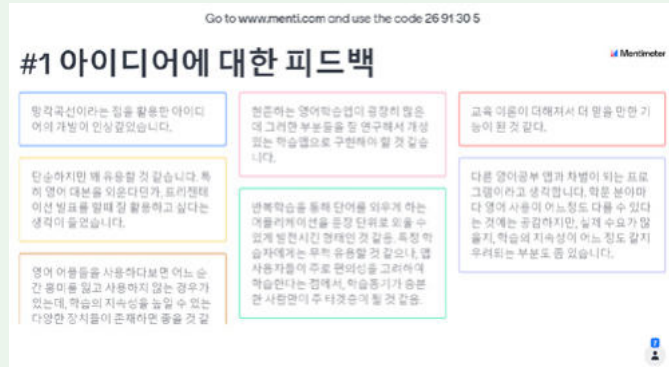 Go to www.menti.com and use the code 26 91 30 5
Mentimeter
#1 아이디어에 대한 피드백
망각곡선이라는 점을 활용한 아이디
어의 개발이 인상깊었습니다.
단순하지만 꽤 유용할 것 같습니다. 특
히 영어 대본을 외운다던가, 프리젠테
이션 발표를 할때 잘 활용하고 싶다는
생각이 들었습니다.
영어 어플들을 사용하다보면 어느 순
간 흥미를 잃고 사용하지 않는 경우가
있는데, 학습의 지속성을 높일 수 있는
다양한 장치들이 존재하면 좋을 것 같
현존하는 영어학습앱이 굉장히 많은
데 그러한 부분들을 잘 연구해서 개성
있는 학습앱으로 구현해야 할 것 같습
니다.
반복학습을 통해 단어를 외우게 하는
어플리케이션을 문장 단위로 외울 수
있게 발전시킨 형태인 것 같음. 특정 학
습자에게는 무척 유용할 것 같으나, 앱
사용자들이 주로 편의성을 고려하여
학습한다는 점에서, 학습동기가 충분
한 사람만이 주 타겟층이 될 것 같음.
교육 이론이 더해져서 더 믿을 만한 기
능이 된 것 같다.
다른 영어공부 앱과 차별이 되는 프로
그램이라고 생각합니다. 학문 분야마
다 영어 사용이 어느정도 다를 수 있다
는 것에는 공감하지만, 실제 수요가 많
을지, 학습의 지속성이 어느 정도 갈지
우려되는 부분도 좀 있습니다.
7